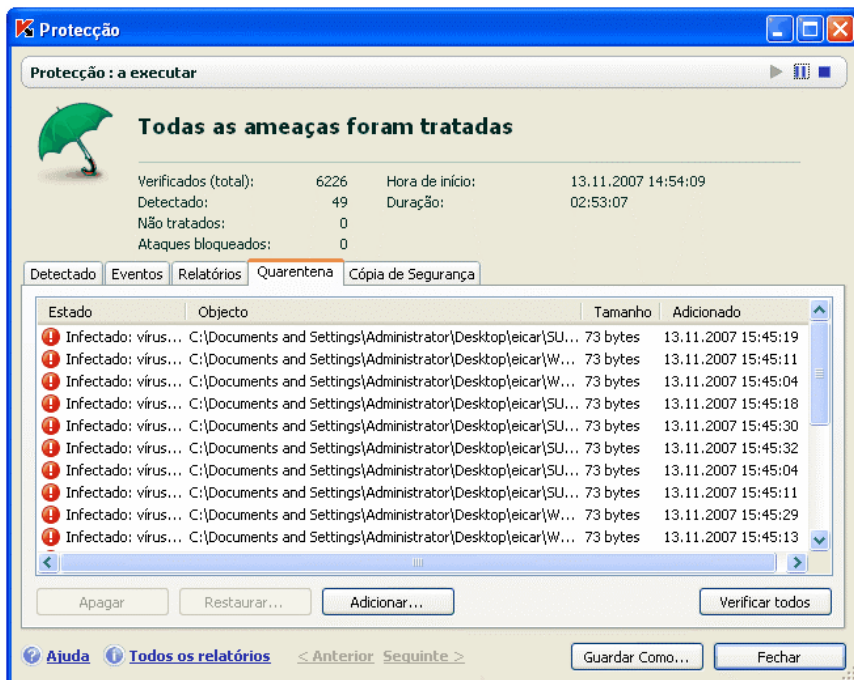 Protecção
Protecção : a executar
Todas as ameaças foram tratadas
Verificados (total): 6226 Hora de início: 13.11.2007 14:54:09
Detectado: 49 Duração: 02:53:07
Não tratados: 0
Ataques bloqueados: 0
Detectado Eventos Relatórios Quarentena Cópia de Segurança
Estado Objecto Tamanho Adicionado
Infectado: vírus... C:\Documents and Settings\Administrator\Desktop\eicar\SU... 73 bytes 13.11.2007 15:45:19
Infectado: vírus... C:\Documents and Settings\Administrator\Desktop\eicar\W... 73 bytes 13.11.2007 15:45:11
Infectado: vírus... C:\Documents and Settings\Administrator\Desktop\eicar\W... 73 bytes 13.11.2007 15:45:04
Infectado: vírus... C:\Documents and Settings\Administrator\Desktop\eicar\SU... 73 bytes 13.11.2007 15:45:18
Infectado: vírus... C:\Documents and Settings\Administrator\Desktop\eicar\SU... 73 bytes 13.11.2007 15:45:30
Infectado: vírus... C:\Documents and Settings\Administrator\Desktop\eicar\SU... 73 bytes 13.11.2007 15:45:32
Infectado: vírus... C:\Documents and Settings\Administrator\Desktop\eicar\SU... 73 bytes 13.11.2007 15:45:04
Infectado: vírus... C:\Documents and Settings\Administrator\Desktop\eicar\SU... 73 bytes 13.11.2007 15:45:11
Infectado: vírus... C:\Documents and Settings\Administrator\Desktop\eicar\W... 73 bytes 13.11.2007 15:45:29
Infectado: vírus... C:\Documents and Settings\Administrator\Desktop\eicar\W... 73 bytes 13.11.2007 15:45:13
Apagar Restaurar... Adicionar... Verificar todos
Ajuda Todos os relatórios < Anterior Seguinte > Guardar Como... Fechar